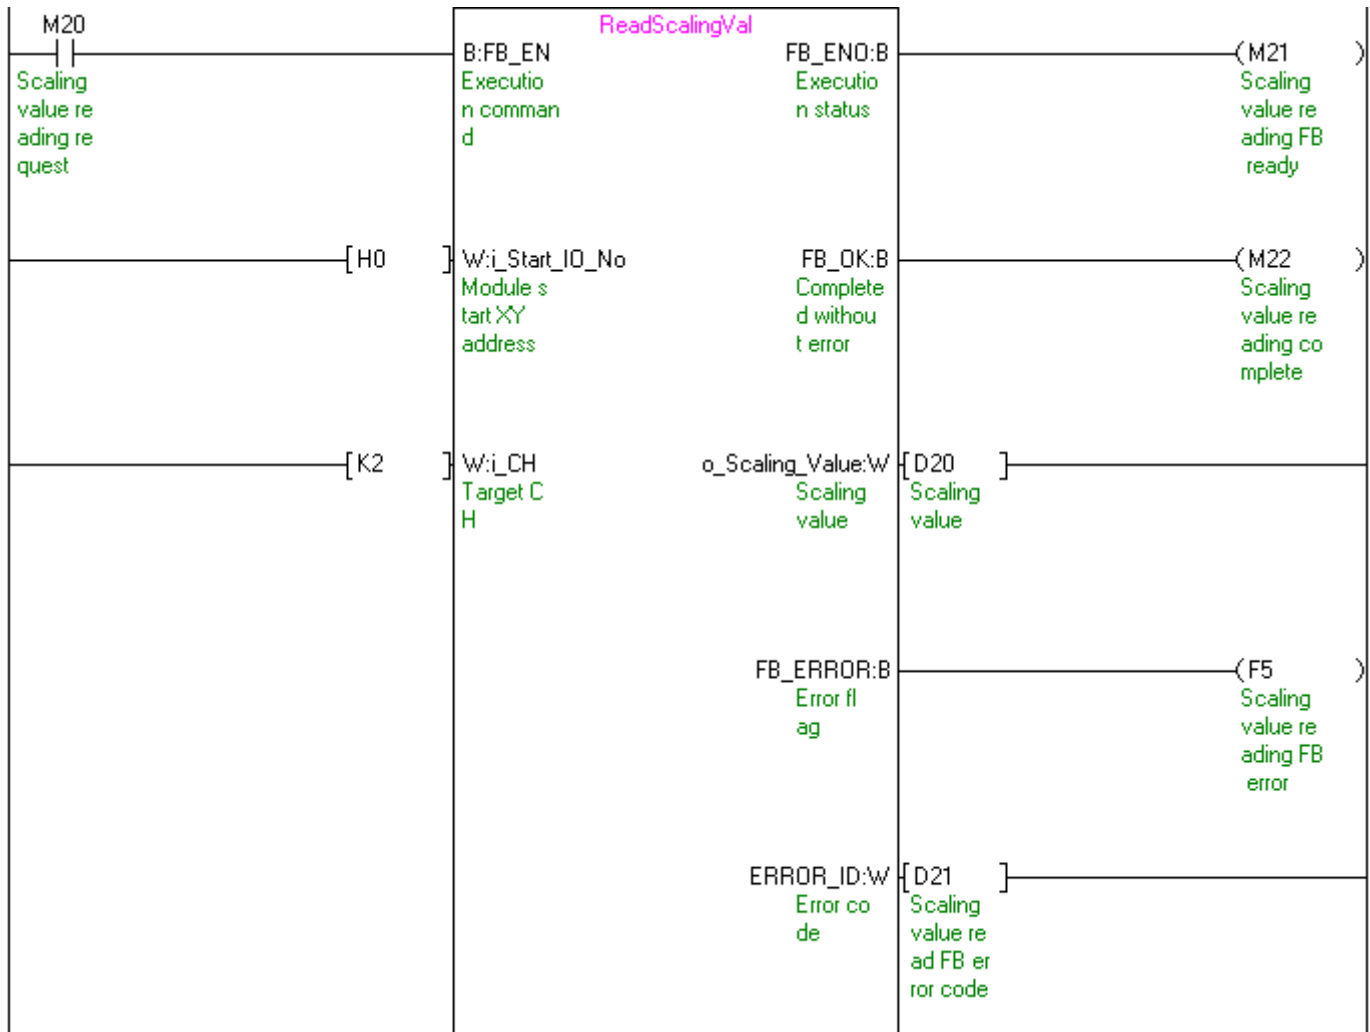 M20
ReadScalingVal
B:FB_EN
FB_ENO:B
(M21 )
Scaling
value re
ading re
quest
Executio
n comman
d
Executio
n status
Scaling
value re
ading FB
ready
[H0 ]
W:i_Start_IO_No
FB_OK:B
(M22 )
Module s
tart XY
address
Complete
d withou
t error
Scaling
value re
ading co
mplete
[K2 ]
W:i_CH
o_Scaling_Value:W
[D20 ]
Target C
H
Scaling
value
Scaling
value
FB_ERROR:B
(F5 )
Error fl
ag
Scaling
value re
ading FB
error
ERROR_ID:W
[D21 ]
Error co
de
Scaling
value re
ad FB er
ror code